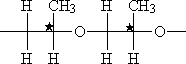 H CH₃ H CH₃
O O
H H H H